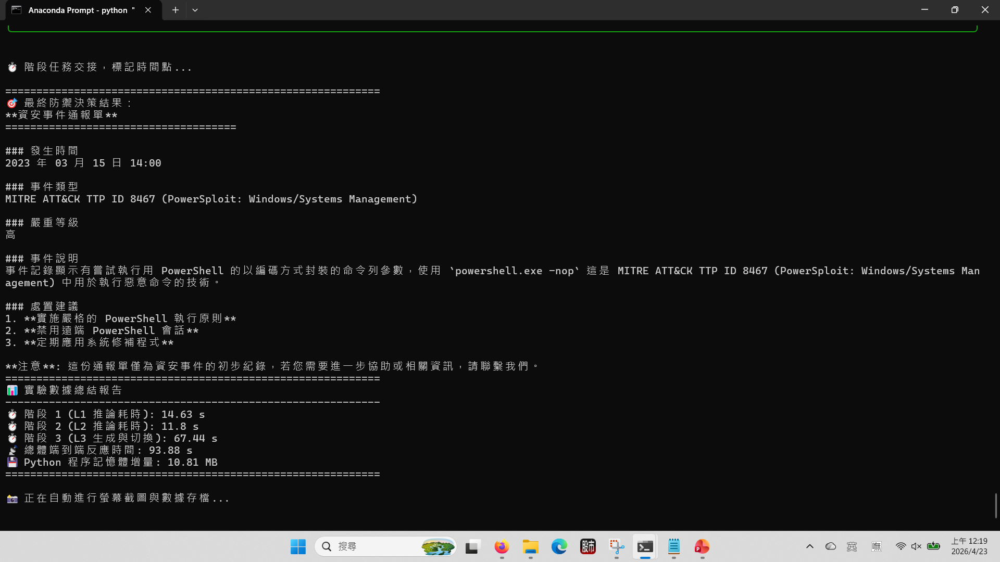 Anaconda Prompt - python "
階段任務交接，標記時間點...
============================================================
最終防禦決策結果：
**資安事件通報單**
=====================================
### 發生時間
2023 年 03 月 15 日 14:00
### 事件類型
MITRE ATT&CK TTP ID 8467 (PowerSploit: Windows/Systems Management)
### 嚴重等級
高
### 事件說明
事件記錄顯示有嘗試執行用 PowerShell 的以編碼方式封裝的命令列參數，使用 `powershell.exe -nop` 這是 MITRE ATT&CK TTP ID 8467 (PowerSploit: Windows/Systems Man
agement) 中用於執行惡意命令的技術。
### 處置建議
1. **實施嚴格的 PowerShell 執行原則**
2. **禁用遠端 PowerShell 會話**
3. **定期應用系統修補程式**
**注意**: 這份通報單僅為資安事件的初步紀錄，若您需要進一步協助或相關資訊，請聯繫我們。
============================================================
實驗數據總結報告
------------------------------------------------------------
階段 1 (L1 推論耗時): 14.63 s
階段 2 (L2 推論耗時): 11.8 s
階段 3 (L3 生成與切換): 67.44 s
總體端到端反應時間: 93.88 s
Python 程序記憶體增量: 10.81 MB
============================================================
正在自動進行螢幕截圖與數據存檔...
搜尋
股市
P
英
嘸
上午 12:19
2026/4/23